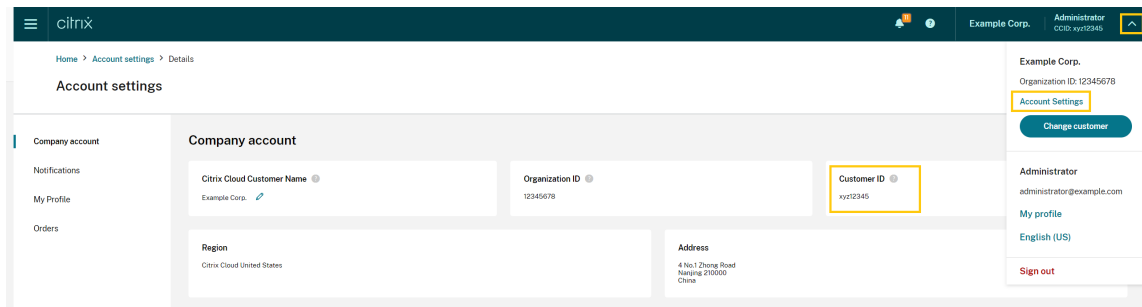 citrix
11
?
Example Corp.
Administrator
CCID: xyz12345
Home > Account settings > Details
Account settings
Example Corp.
Organization ID: 12345678
Account Settings
Change customer
Administrator
administrator@example.com
My profile
English (US)
Sign out
Company account
Notifications
My Profile
Orders
Company account
Citrix Cloud Customer Name ?
Example Corp.
Organization ID ?
12345678
Customer ID ?
xyz12345
Region
Citrix Cloud United States
Address
4 No.1 Zhong Road
Nanjing 210000
China